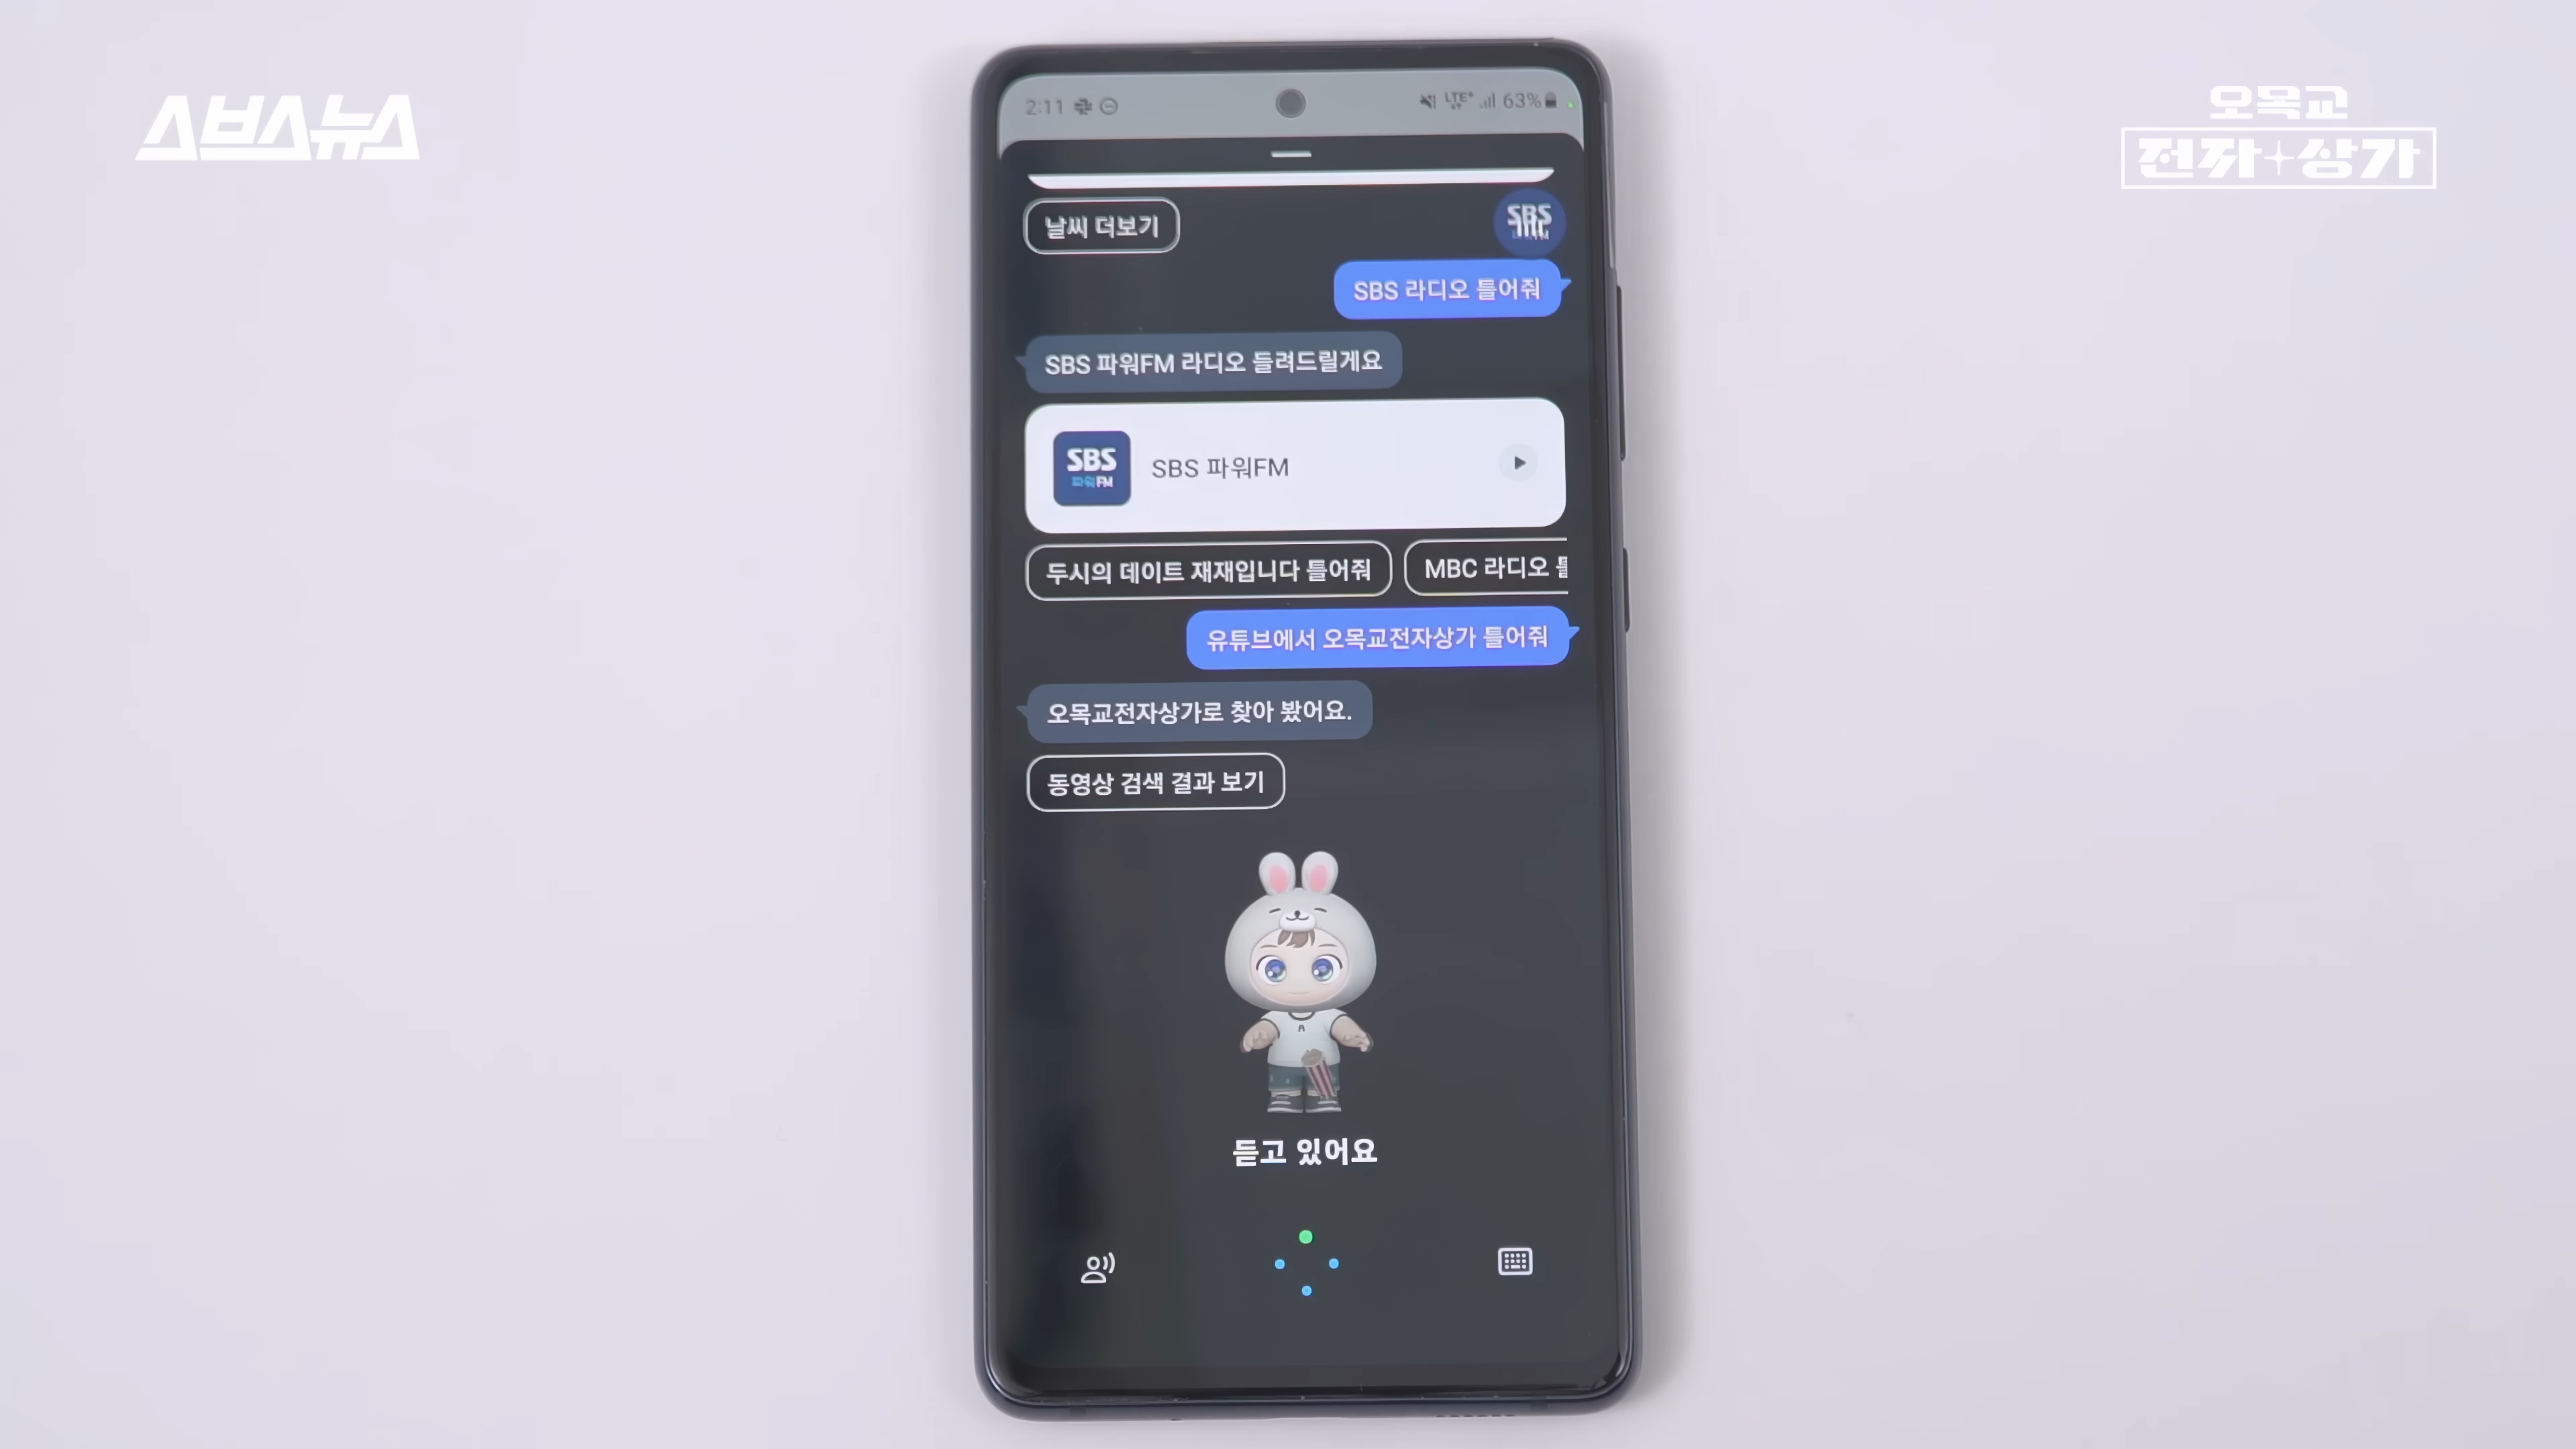 스브스뉴스
오목교
전자상가
2:11
LTE+
63%
날씨 더보기
SBS
SBS 라디오 틀어줘
SBS 파워FM 라디오 들려드릴게요
SBS
파워FM
SBS 파워FM
두시의 데이트 재재입니다 틀어줘
MBC 라디오
유튜브에서 오목교전자상가 틀어줘
오목교전자상가로 찾아 봤어요.
동영상 검색 결과 보기
듣고 있어요